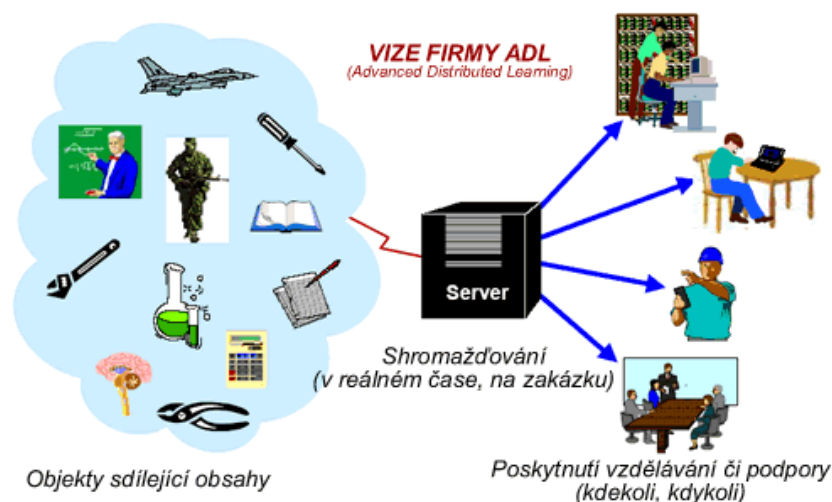 VIZE FIRMY ADL
(Advanced Distributed Learning)
Server
Shromažďování
(v reálném čase, na zakázku)
Objekty sdílející obsahy
Poskytnutí vzdělávání či podpory
(kdekoli, kdykoli)